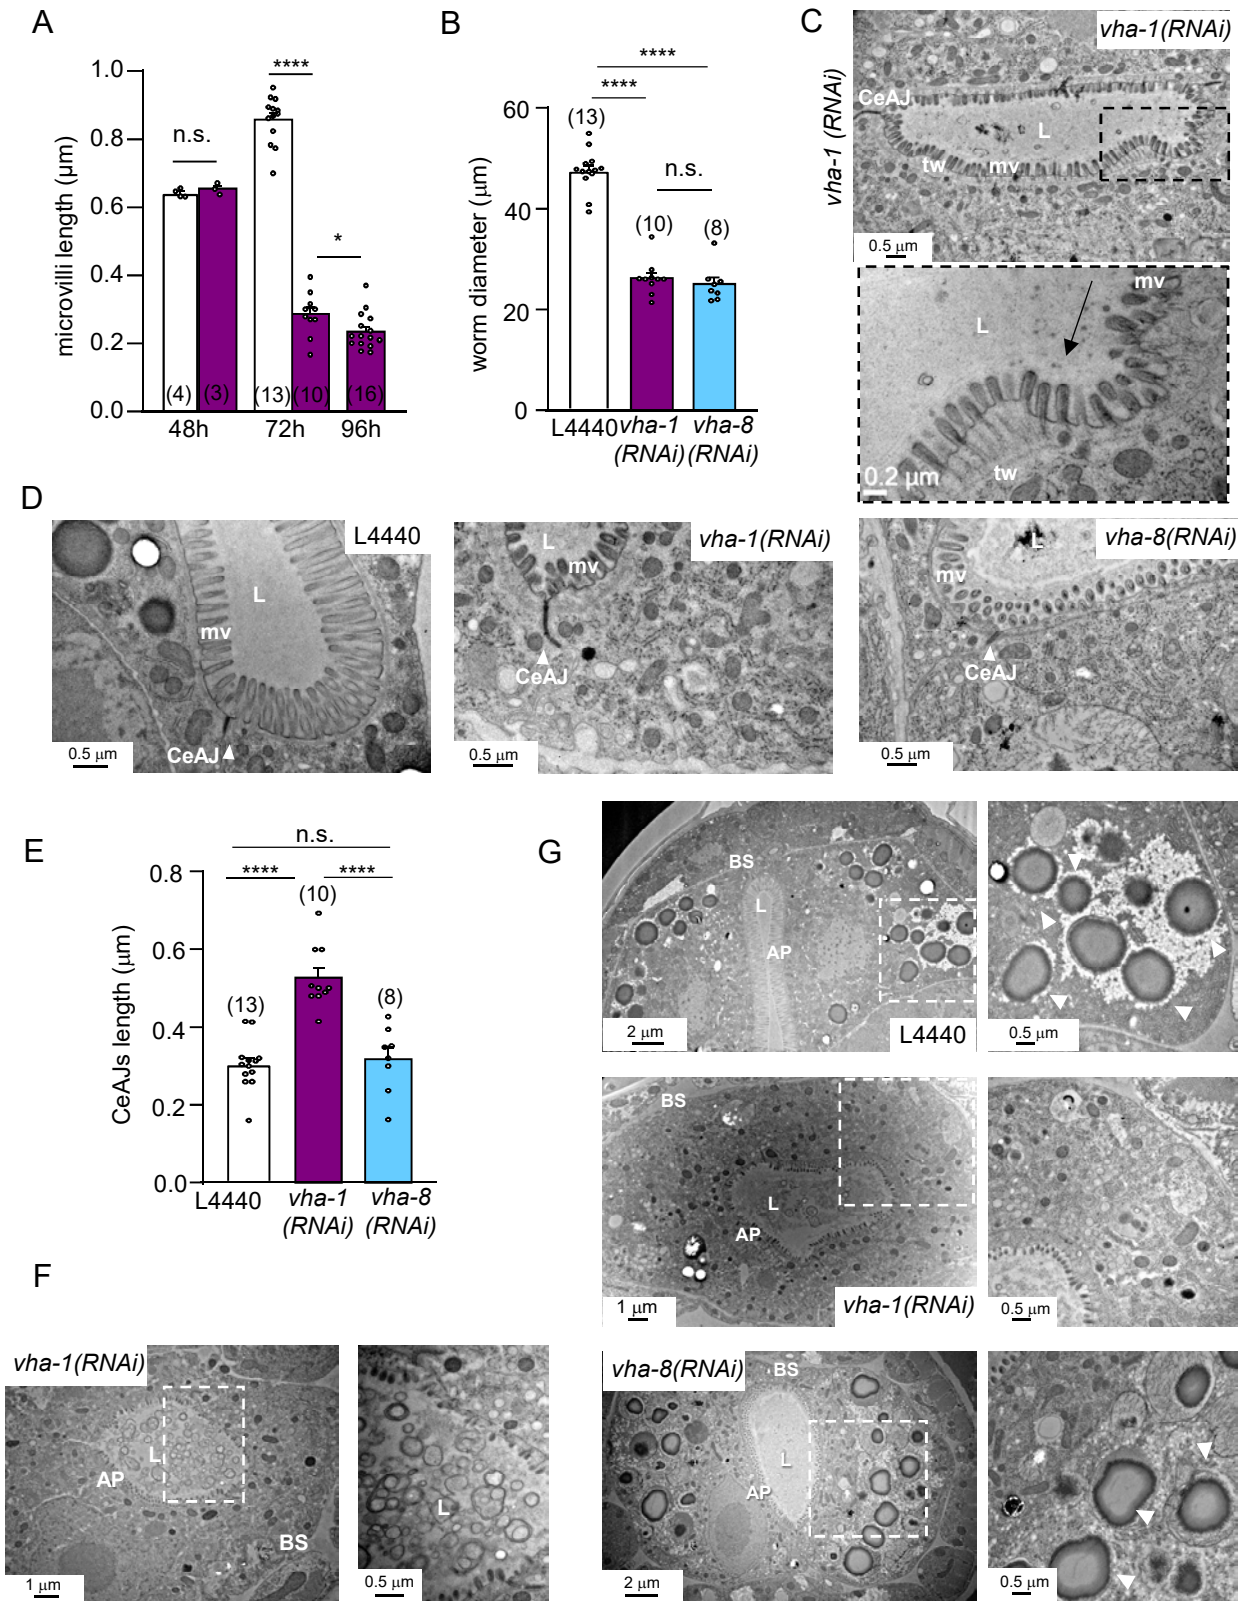 A
microvilli length (μm)
1.0
0.8
0.6
0.4
0.2
0.0
n.s.
****
*
(4)
(3)
(13)
(10)
(16)
48h
72h
96h
B
worm diameter (μm)
60
40
20
0
****
****
n.s.
(13)
(10)
(8)
L4440
vha-1
(RNAi)
vha-8
(RNAi)
C
vha-1 (RNAi)
vha-1(RNAi)
CeAJ
L
tw
mv
0.5 μm
mv
L
tw
0.2 μm
D
L4440
L
mv
CeAJ
0.5 μm
vha-1(RNAi)
L
mv
CeAJ
0.5 μm
vha-8(RNAi)
L
mv
CeAJ
0.5 μm
E
CeAJs length (μm)
0.8
0.6
0.4
0.2
0.0
n.s.
****
****
(13)
(10)
(8)
L4440
vha-1
(RNAi)
vha-8
(RNAi)
F
vha-1(RNAi)
L
AP
BS
1 μm
L
0.5 μm
G
BS
L
AP
2 μm
L4440
0.5 μm
BS
L
AP
1 μm
vha-1(RNAi)
0.5 μm
vha-8(RNAi)
BS
L
AP
2 μm
0.5 μm